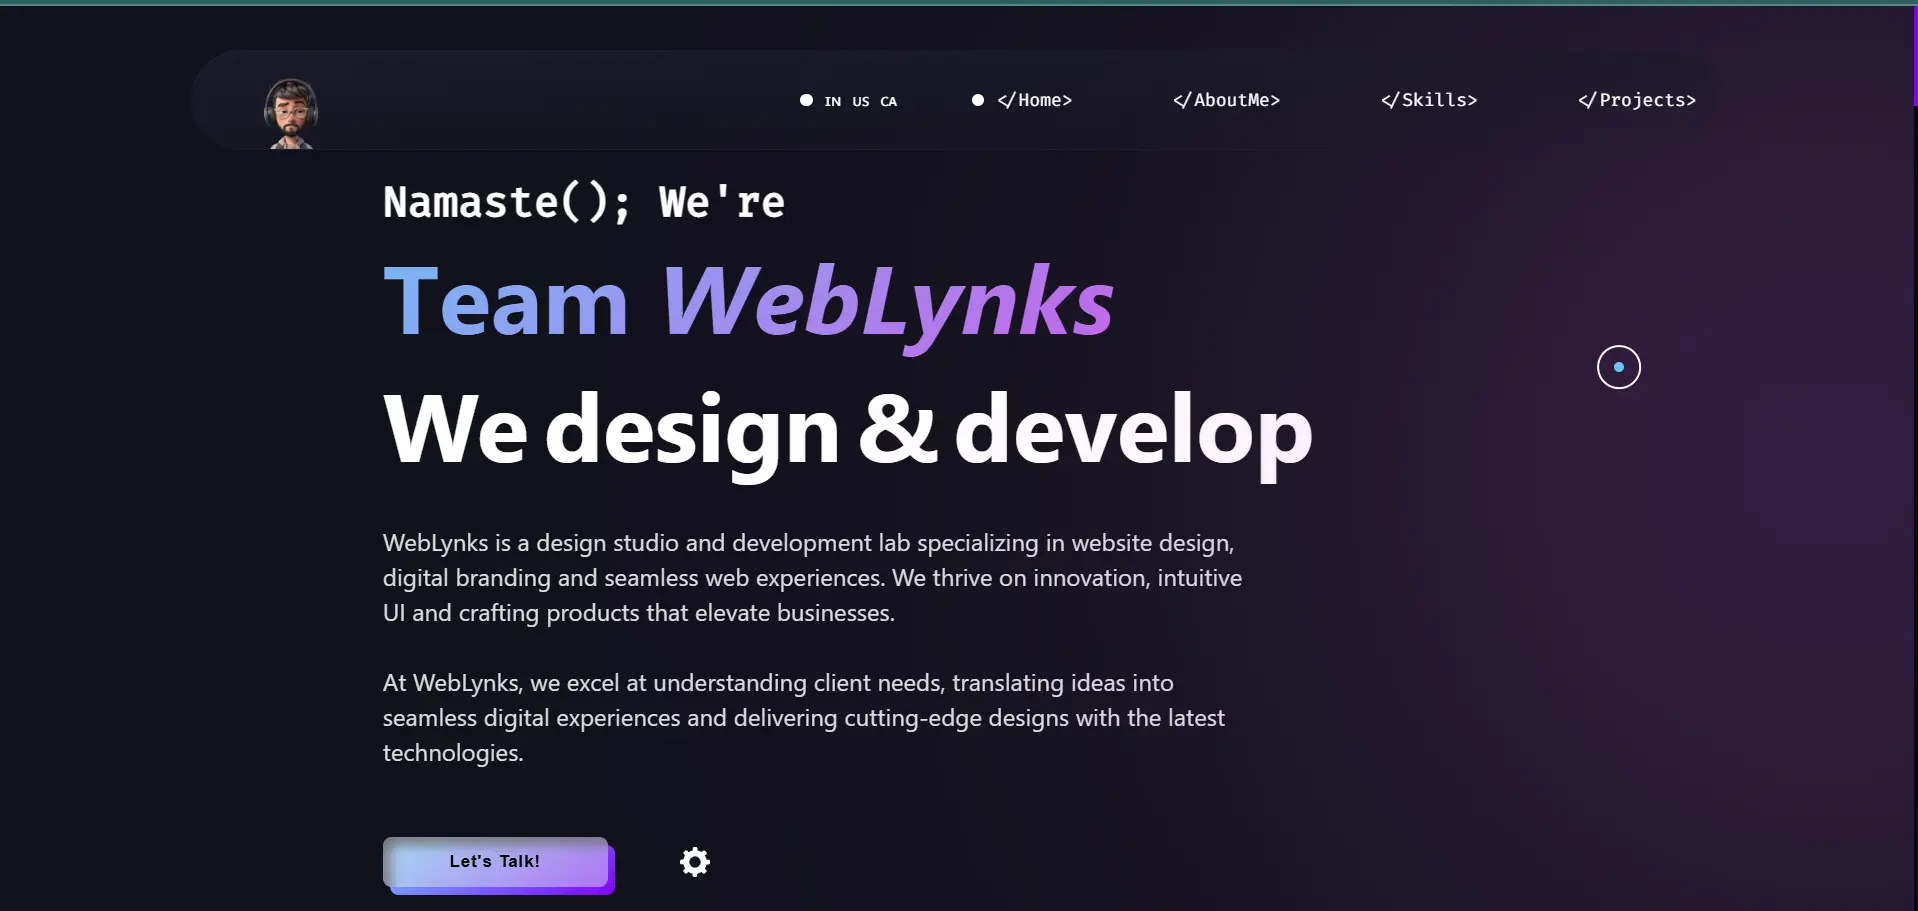 IN US CA
</Home>
</AboutMe>
</Skills>
</Projects>
Namaste(); We're
Team WebLynks
We design & develop
WebLynks is a design studio and development lab specializing in website design,
digital branding and seamless web experiences. We thrive on innovation, intuitive
UI and crafting products that elevate businesses.
At WebLynks, we excel at understanding client needs, translating ideas into
seamless digital experiences and delivering cutting-edge designs with the latest
technologies.
Let's Talk!